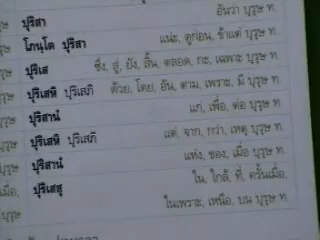 ปุริสา อันว่า บุรุษ ท.
โภนฺโต ปุริสา แน่ะ, ดูก่อน, ข้าแต่ บุรุษ ท.
ปุริเส ซึ่ง, สู่, ยัง, สิ้น, ตลอด, กะ, เฉพาะ บุรุษ ท.
ปุริเสหิ ปุริเสภิ ด้วย, โดย, อัน, ตาม, เพราะ, มี บุรุษ ท.
ปุริสานํ แก่, เพื่อ, ต่อ บุรุษ ท.
ปุริเสหิ ปุริเสภิ แต่, จาก, กว่า, เหตุ บุรุษ ท.
ปุริสานํ แห่ง, ของ, เมื่อ บุรุษ ท.
ปุริเสสุ ใน, ใกล้, ที่, ครั้นเมื่อ,
ในเพราะ, เหนือ, บน บุรุษ ท.